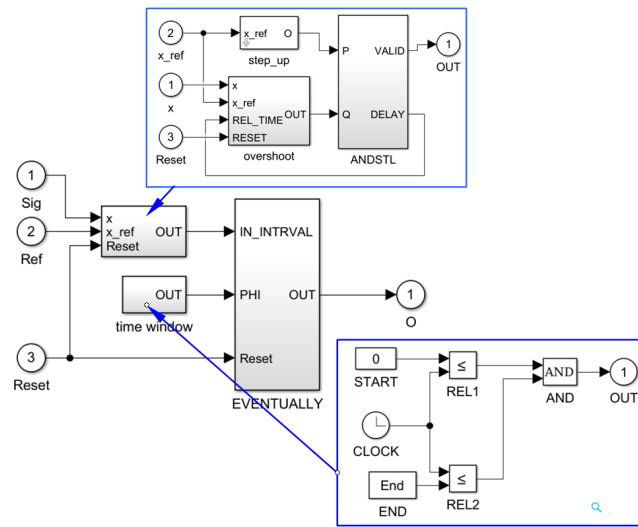 2
x_ref
x_ref O
step_up
P VALID
1
OUT
1
x
x
x_ref
REL_TIME OUT
RESET
overshoot
Q DELAY
ANDSTL
3
Reset
1
Sig
2
Ref
x
x_ref OUT
Reset
IN_INTRVAL
OUT
time window
PHI OUT
1
O
3
Reset
Reset
EVENTUALLY
0
START
≤
REL1
AND
AND
1
OUT
CLOCK
End
END
≤
REL2